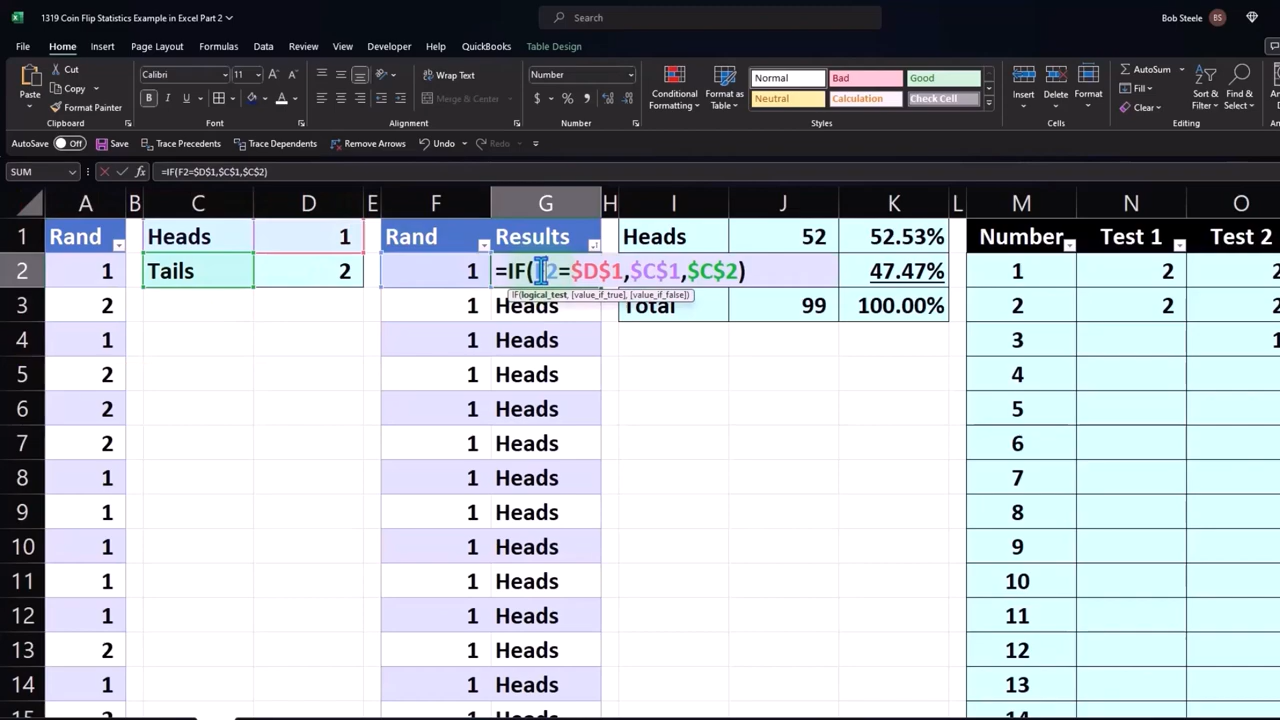 1319 Coin Flip Statistics Example in Excel Part 2
Search
Bob Steele BS
File Home Insert Page Layout Formulas Data Review View Developer Help QuickBooks Table Design
Paste
Cut
Copy
Format Painter
Clipboard
Calibri 11
B I U
Font
Wrap Text
Merge & Center
Alignment
Number
$ % ,
Number
Conditional Formatting
Format as Table
Normal Bad Good
Neutral Calculation Check Cell
Styles
Insert Delete Format
Cells
AutoSum
Fill
Clear
Sort & Filter
Find & Select
Editing
AutoSave Off Save Trace Precedents Trace Dependents Remove Arrows Undo Redo
SUM fx =IF(F2=$D$1,$C$1,$C$2)
A B C D E F G H I J K L M N O
1 Rand Heads 1 Rand Results Heads 52 52.53% Number Test 1 Test 2
2 1 Tails 2 1 =IF(F2=$D$1,$C$1,$C$2) 47.47% 1 2 2
IF(logical_test, [value_if_true], [value_if_false])
3 2 1 Heads Total 99 100.00% 2 2 2
4 1 1 Heads 3 1
5 2 1 Heads 4
6 2 1 Heads 5
7 2 1 Heads 6
8 1 1 Heads 7
9 1 1 Heads 8
10 1 1 Heads 9
11 1 1 Heads 10
12 1 1 Heads 11
13 2 1 Heads 12
14 1 1 Heads 13
15